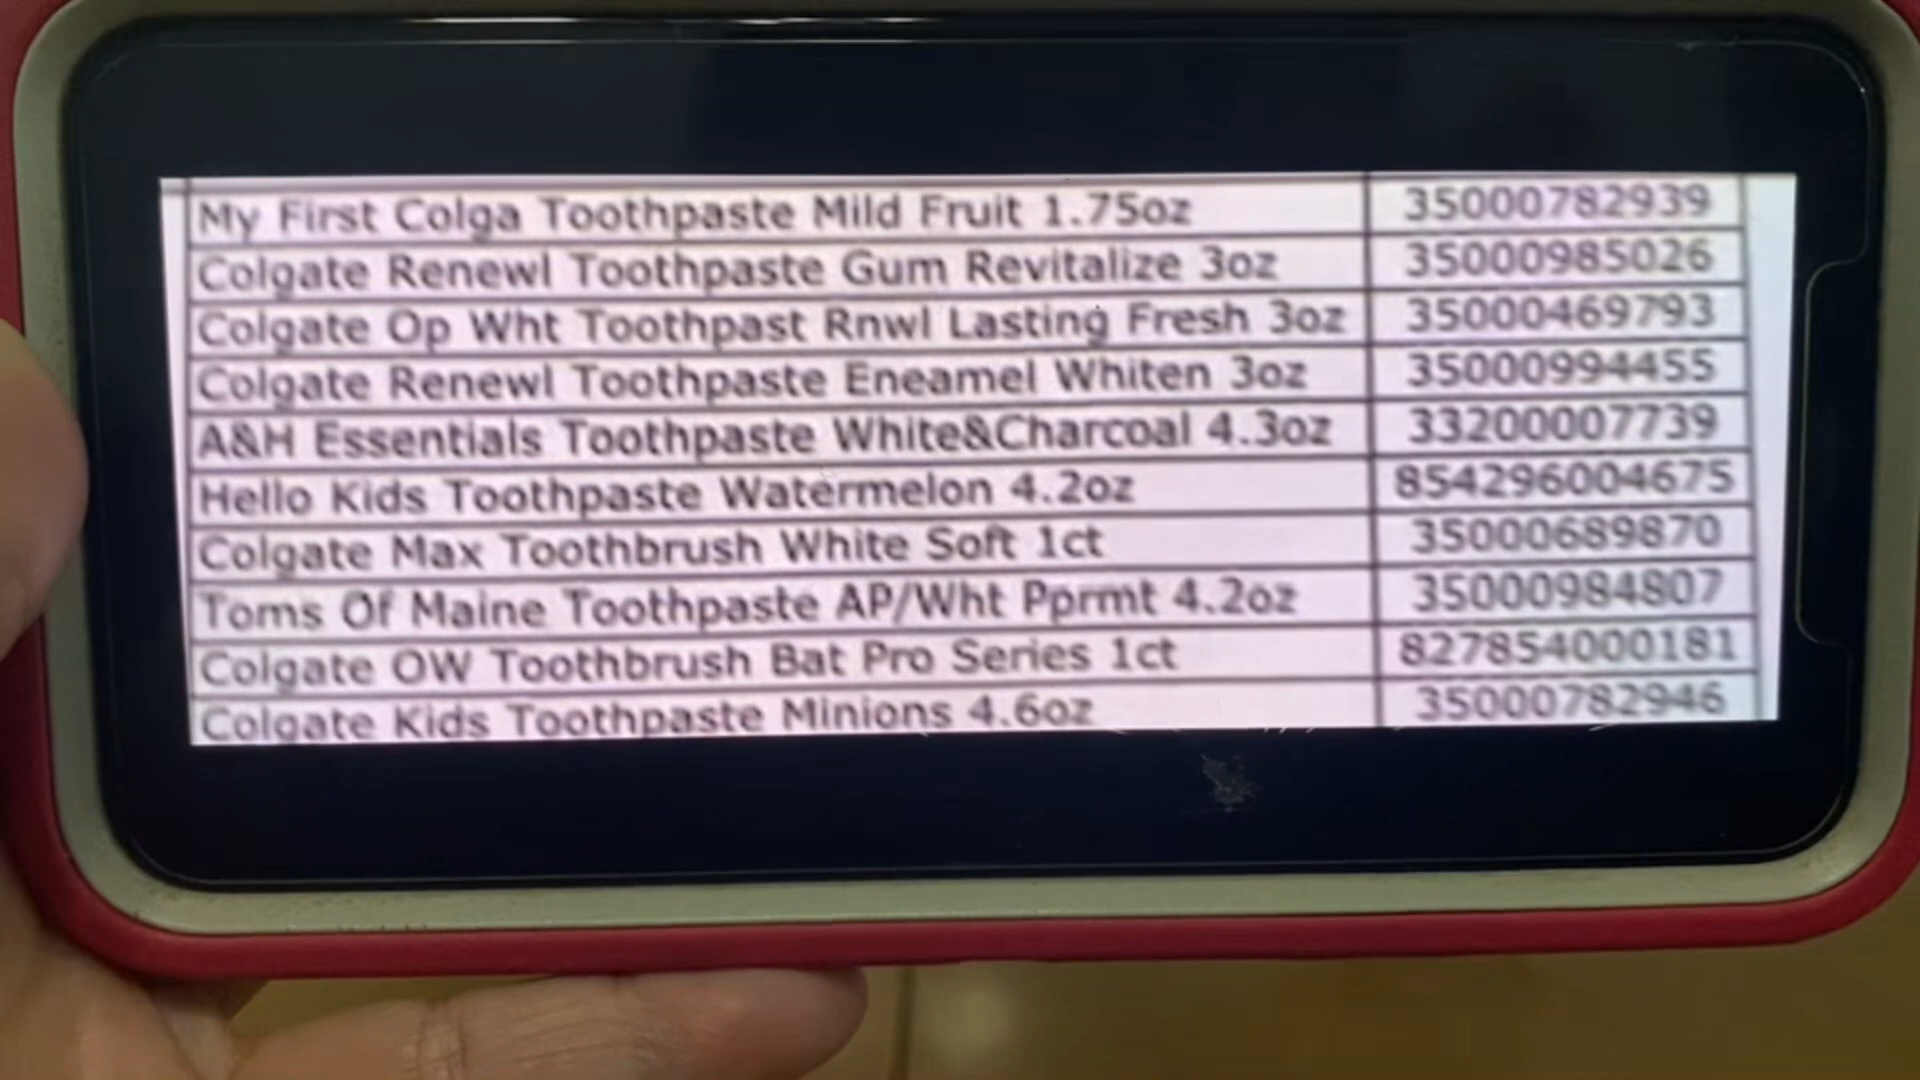 My First Colga Toothpaste Mild Fruit 1.75oz 35000782939
Colgate Renewl Toothpaste Gum Revitalize 3oz 35000985026
Colgate Op Wht Toothpast Rnwl Lasting Fresh 3oz 35000469793
Colgate Renewl Toothpaste Eneamel Whiten 3oz 35000994455
A&H Essentials Toothpaste White&Charcoal 4.3oz 33200007739
Hello Kids Toothpaste Watermelon 4.2oz 854296004675
Colgate Max Toothbrush White Soft 1ct 35000689870
Toms Of Maine Toothpaste AP/Wht Pprmt 4.2oz 35000984807
Colgate OW Toothbrush Bat Pro Series 1ct 827854000181
Colgate Kids Toothpaste Minions 4.6oz 35000782946